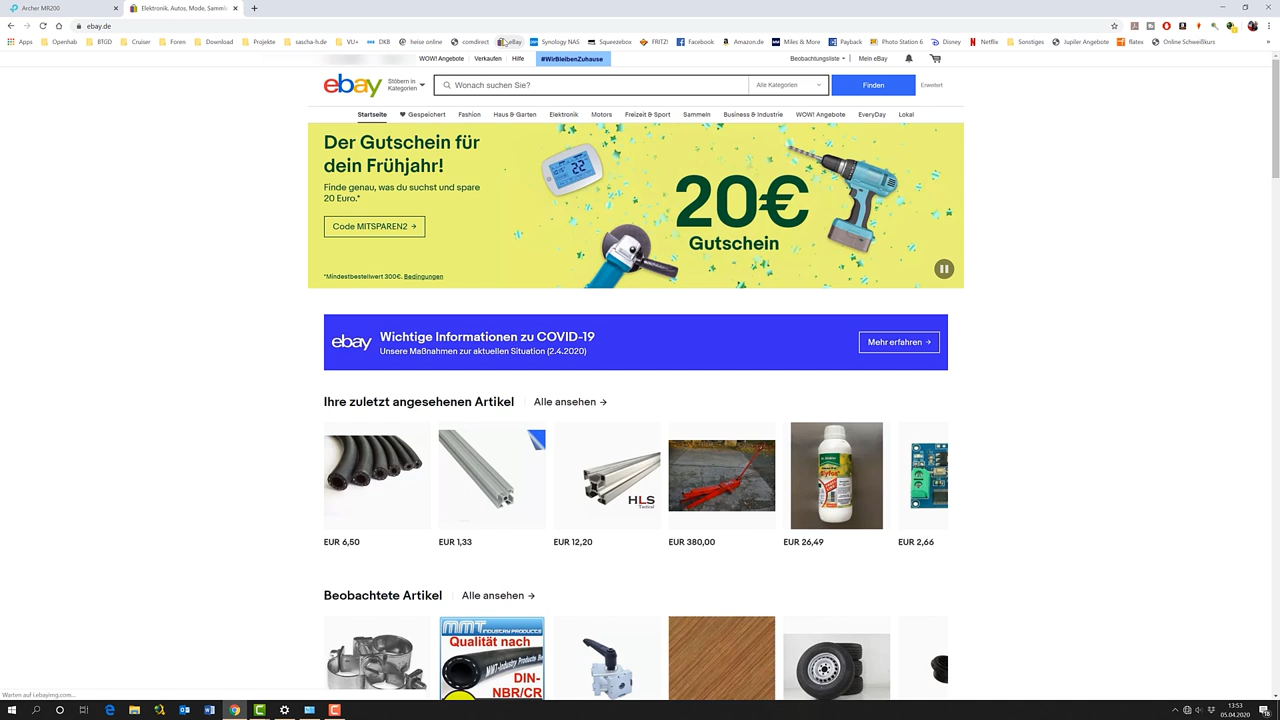 Archer MR200
Elektronik, Autos, Mode, Samml
ebay.de
Apps
Openhab
BTGD
Cruiser
Foren
Download
Projekte
sascha-h.de
VU+
DKB
heise online
comdirect
eBay
Synology NAS
Squeezebox
FRITZ!
Facebook
Amazon.de
Miles & More
Payback
Photo Station 6
Disney
Netflix
Sonstiges
Jupiler Angebote
flatex
Online Schweißkurs
WOW! Angebote
Verkaufen
Hilfe
#WirBleibenZuhause
Beobachtungsliste
Mein eBay
ebay
Stöbern in
Kategorien
Wonach suchen Sie?
Alle Kategorien
Finden
Erweitert
Startseite
Gespeichert
Fashion
Haus & Garten
Elektronik
Motors
Freizeit & Sport
Sammeln
Business & Industrie
WOW! Angebote
EveryDay
Lokal
Der Gutschein für
dein Frühjahr!
Finde genau, was du suchst und spare
20 Euro.*
Code MITSPAREN2 →
*Mindestbestellwert 300€. Bedingungen
22
20€
Gutschein
ebay
Wichtige Informationen zu COVID-19
Unsere Maßnahmen zur aktuellen Situation (2.4.2020)
Mehr erfahren →
Ihre zuletzt angesehenen Artikel
Alle ansehen →
HLS
Tactical
EUR 6,50
EUR 1,33
EUR 12,20
EUR 380,00
EUR 26,49
EUR 2,66
Beobachtete Artikel
Alle ansehen →
MMT
INDUSTRY PRODUCTS
Qualität nach
DIN-
NBR/CR
Warten auf i.ebayimg.com...
13:53
05.04.2020